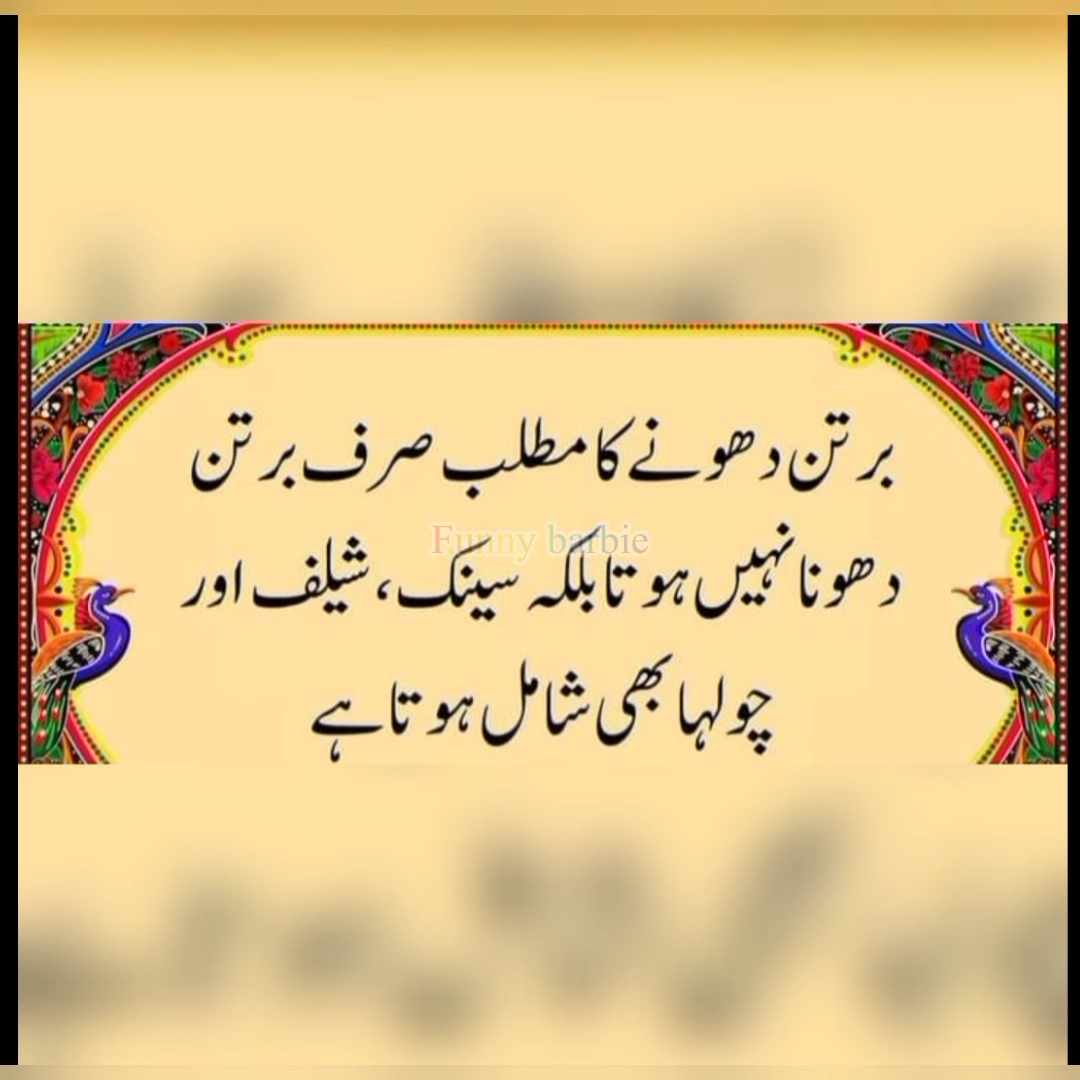 برتن دھونے کا مطلب صرف برتن
Funny barbie
دھونا نہیں ہوتا بلکہ سینک، شیلف اور
چولہا بھی شامل ہوتا ہے